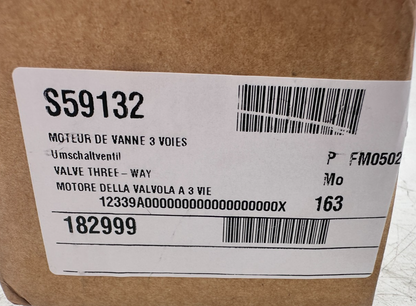 S59132
MOTEUR DE VANNE 3 VOIES
Umschaltventil
P FM0502
VALVE THREE - WAY
Mo
MOTORE DELLA VALVOLA A 3 VIE
12339A000000000000000000000X 163
182999